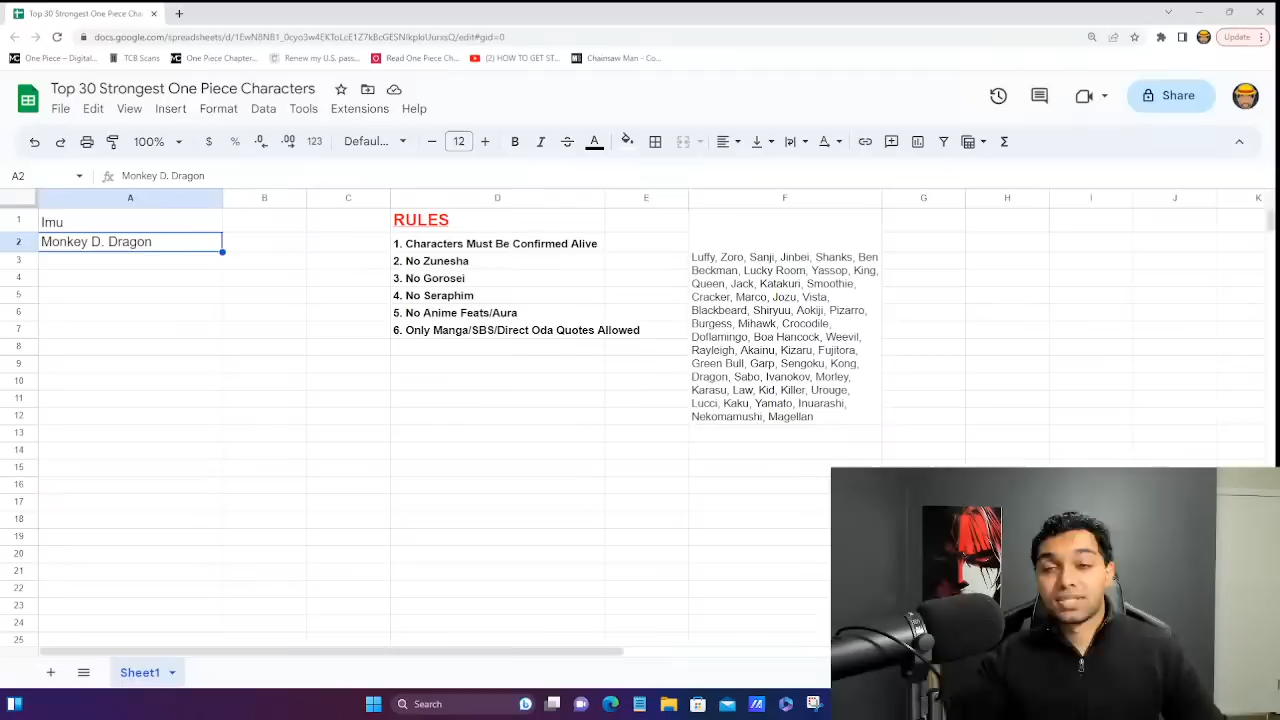 Top 30 Strongest One Piece Cha
docs.google.com/spreadsheets/d/1EwN8NB1_0cyo3w4EKToLcE1Z7kBcGESNlkpIoUurxsQ/edit#gid=0
Update
One Piece – Digital...
TCB Scans
One Piece Chapter...
Renew my U.S. pass...
Read One Piece Ch...
(2) HOW TO GET ST...
Chainsaw Man - Co...
Top 30 Strongest One Piece Characters
File Edit View Insert Format Data Tools Extensions Help
Share
100% $ % .0 .00 123 Defaul... 12 B I A
A2 fx Monkey D. Dragon
A B C D E F G H I J K
1 Imu RULES
2 Monkey D. Dragon 1. Characters Must Be Confirmed Alive
3 2. No Zunesha
4 3. No Gorosei
5 4. No Seraphim
6 5. No Anime Feats/Aura
7 6. Only Manga/SBS/Direct Oda Quotes Allowed
Luffy, Zoro, Sanji, Jinbei, Shanks, Ben
Beckman, Lucky Room, Yassop, King,
Queen, Jack, Katakuri, Smoothie,
Cracker, Marco, Jozu, Vista,
Blackbeard, Shiryuu, Aokiji, Pizarro,
Burgess, Mihawk, Crocodile,
Doflamingo, Boa Hancock, Weevil,
Rayleigh, Akainu, Kizaru, Fujitora,
Green Bull, Garp, Sengoku, Kong,
Dragon, Sabo, Ivanokov, Morley,
Karasu, Law, Kid, Killer, Urouge,
Lucci, Kaku, Yamato, Inuarashi,
Nekomamushi, Magellan
8
9
10
11
12
13
14
15
16
17
18
19
20
21
22
23
24
25
Sheet1
Search